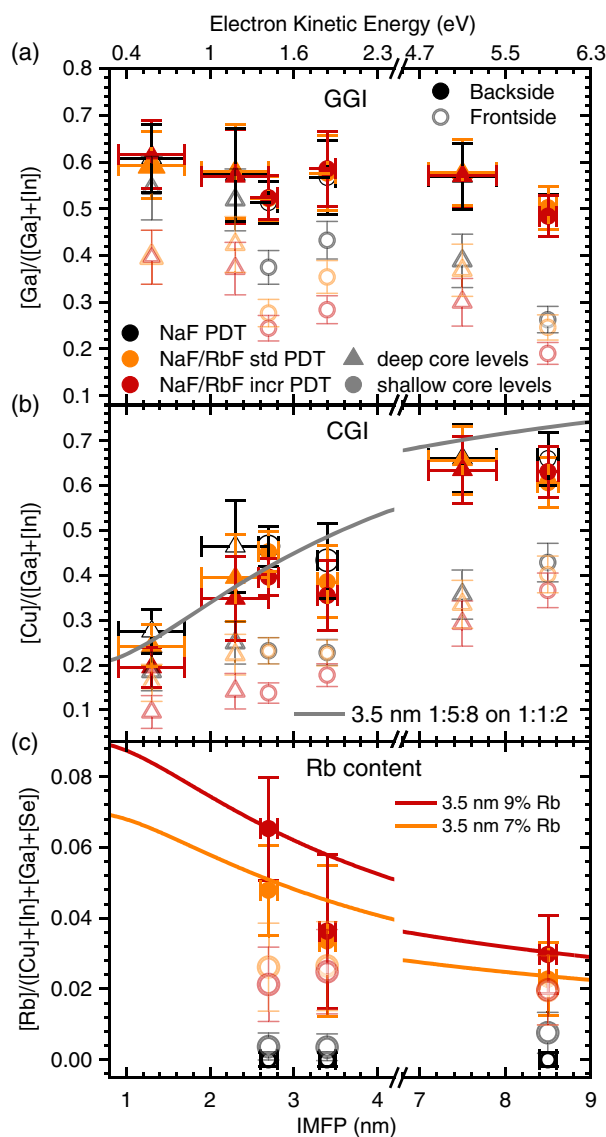 Electron Kinetic Energy (eV)
0.4 1 1.6 2.3 4.7 5.5 6.3
(a)
GGI
Backside
Frontside
0.8
0.7
0.6
0.5
0.4
0.3
0.2
0.1
[Ga]/([Ga]+[In])
NaF PDT
NaF/RbF std PDT
NaF/RbF incr PDT
deep core levels
shallow core levels
(b)
CGI
0.7
0.6
0.5
0.4
0.3
0.2
0.1
[Cu]/([Ga]+[In])
3.5 nm 1:5:8 on 1:1:2
(c)
Rb content
0.08
0.06
0.04
0.02
0.00
[Rb]/([Cu]+[In]+[Ga]+[Se])
3.5 nm 9% Rb
3.5 nm 7% Rb
1 2 3 4 7 8 9
IMFP (nm)